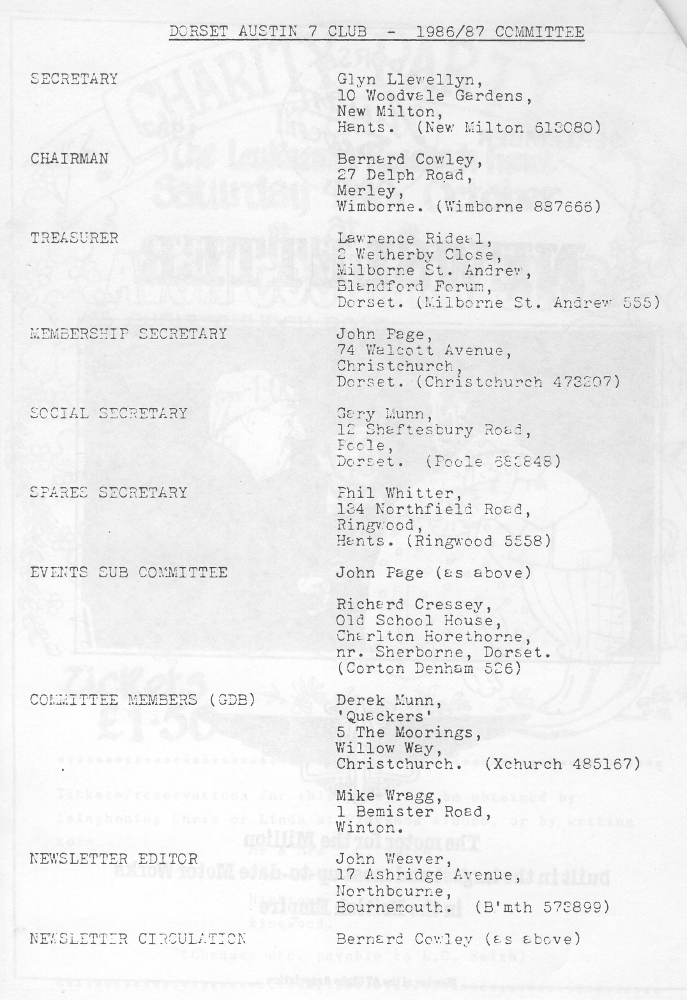 DORSET AUSTIN 7 CLUB - 1986/87 COMMITTEE
SECRETARY Glyn Llewellyn,
10 Woodvale Gardens,
New Milton,
Hants. (New Milton 613080)
CHAIRMAN Bernard Cowley,
27 Delph Road,
Merley,
Wimborne. (Wimborne 887666)
TREASURER Lawrence Rideal,
2 Wetherby Close,
Milborne St. Andrew,
Blandford Forum,
Dorset. (Milborne St. Andrew 555)
MEMBERSHIP SECRETARY John Page,
74 Walcott Avenue,
Christchurch,
Dorset. (Christchurch 473207)
SOCIAL SECRETARY Gary Munn,
12 Shaftesbury Road,
Poole,
Dorset. (Poole 683848)
SPARES SECRETARY Phil Whitter,
134 Northfield Road,
Ringwood,
Hants. (Ringwood 5558)
EVENTS SUB COMMITTEE John Page (as above)
Richard Cressey,
Old School House,
Charlton Horethorne,
nr. Sherborne, Dorset.
(Corton Denham 526)
COMMITTEE MEMBERS (GDB) Derek Munn,
'Quackers'
5 The Moorings,
Willow Way,
Christchurch. (Xchurch 485167)
Mike Wragg,
1 Bemister Road,
Winton.
NEWSLETTER EDITOR John Weaver,
17 Ashridge Avenue,
Northbourne,
Bournemouth. (B'mth 573899)
NEWSLETTER CIRCULATION Bernard Cowley (as above)